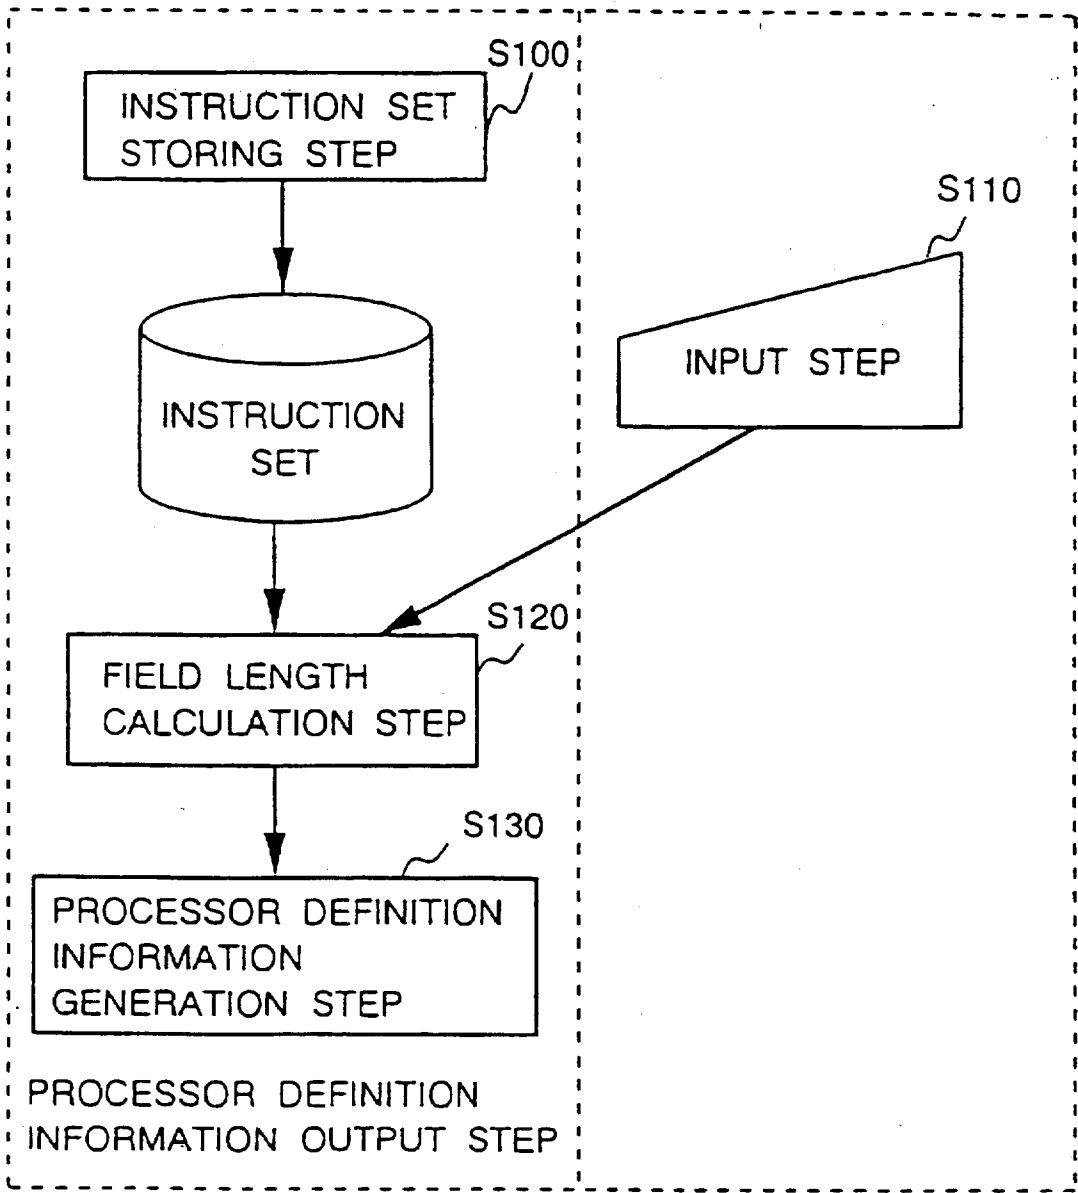 S100
INSTRUCTION SET
STORING STEP
S110
INPUT STEP
INSTRUCTION
SET
S120
FIELD LENGTH
CALCULATION STEP
S130
PROCESSOR DEFINITION
INFORMATION
GENERATION STEP
PROCESSOR DEFINITION
INFORMATION OUTPUT STEP